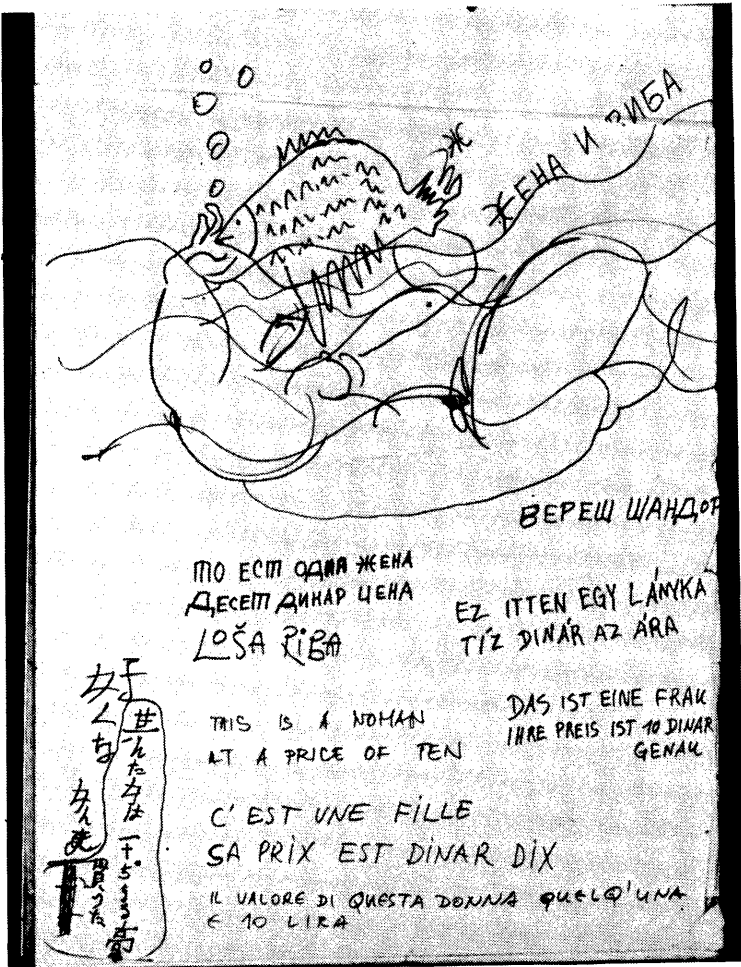 Ж
ЖЕНА И РИБА
ВЕРЕШ ШАНДОР
ТО ЕСТ ОДНА ЖЕНА
ДЕСЕТ ДИНАР ЦЕНА
LOŠA RIBA
EZ ITTEN EGY LÁNYKA
TÍZ DINÁR AZ ÁRA
THIS IS A WOMAN
AT A PRICE OF TEN
DAS IST EINE FRAU
IHRE PREIS IST 10 DINAR
GENAU
C'EST UNE FILLE
SA PRIX EST DINAR DIX
IL VALORE DI QUESTA DONNA QUELQ'UNA
E 10 LIRA